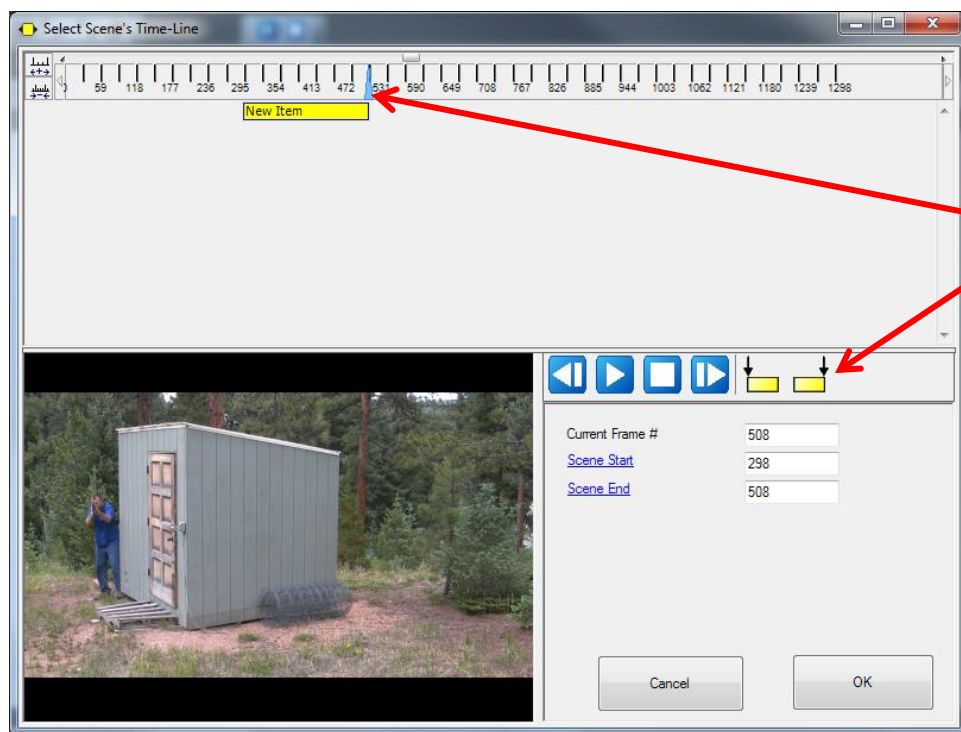 Select Scene's Time-Line
59 118 177 236 295 354 413 472 531 590 649 708 767 826 885 944 1003 1062 1121 1180 1239 1298
New Item
Current Frame # 508
Scene Start 298
Scene End 508
Cancel OK